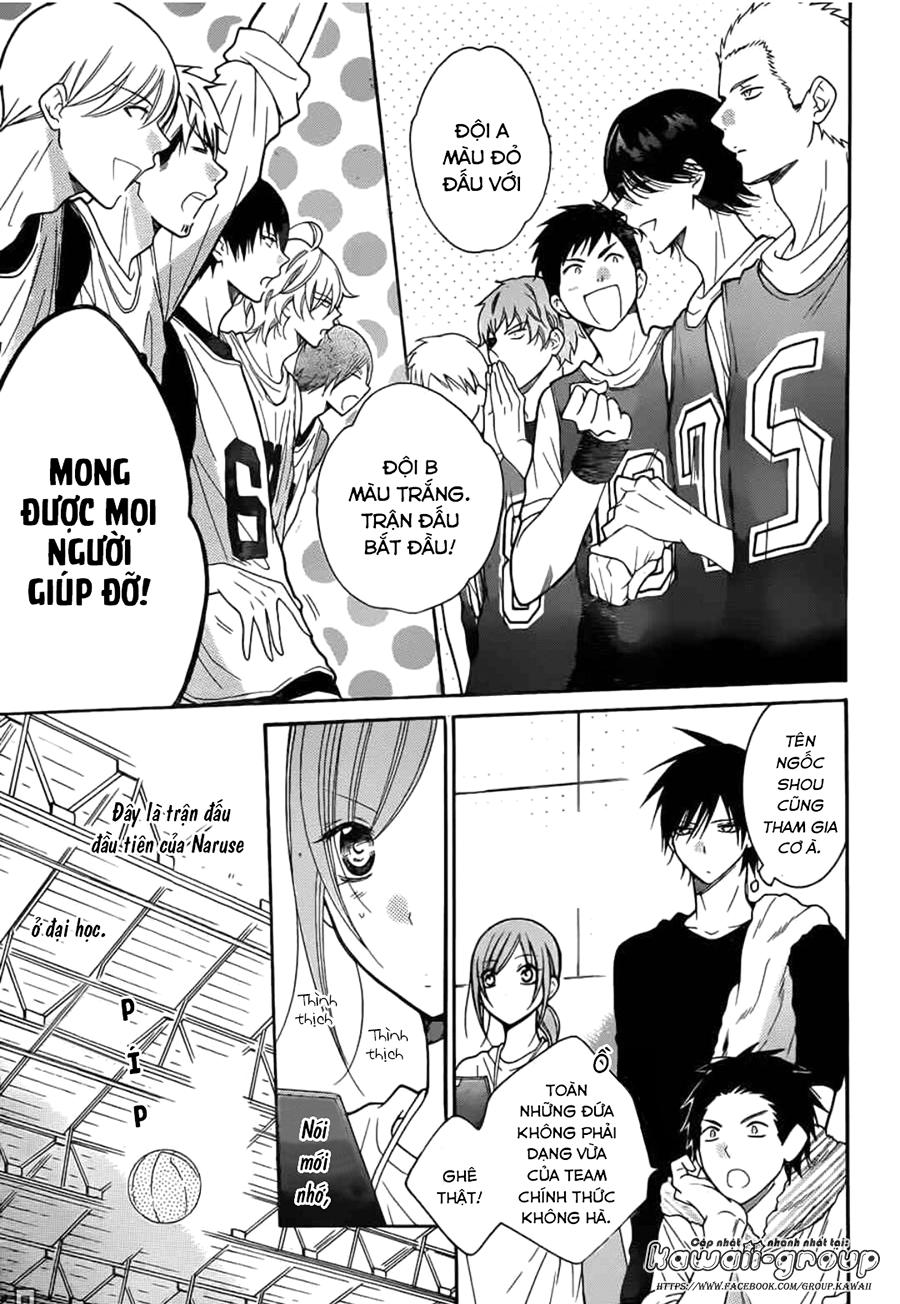 ĐỘI A
MÀU ĐỎ
ĐẤU VỚI
ĐỘI B
MÀU TRẮNG.
TRẬN ĐẤU
BẮT ĐẦU!
MONG
ĐƯỢC MỌI
NGƯỜI
GIÚP ĐỠ!
TÊN
NGỐC
SHOU
CŨNG
THAM GIA
CƠ À.
Ồ
TOÀN
NHỮNG ĐỨA
KHÔNG PHẢI
DẠNG VỪA
CỦA TEAM
CHÍNH THỨC
KHÔNG HÀ.
GHÊ
THẬT!
Thình
thịch
Thình
thịch
Nói
mới
nhớ,
Đây là trận đấu
đầu tiên của Naruse
ở đại học.
P
Í
P
6
7
5
Cập nhật nhanh nhất tại:
kawaii-group
HTTPS://WWW.FACEBOOK.COM/GROUP.KAWAII